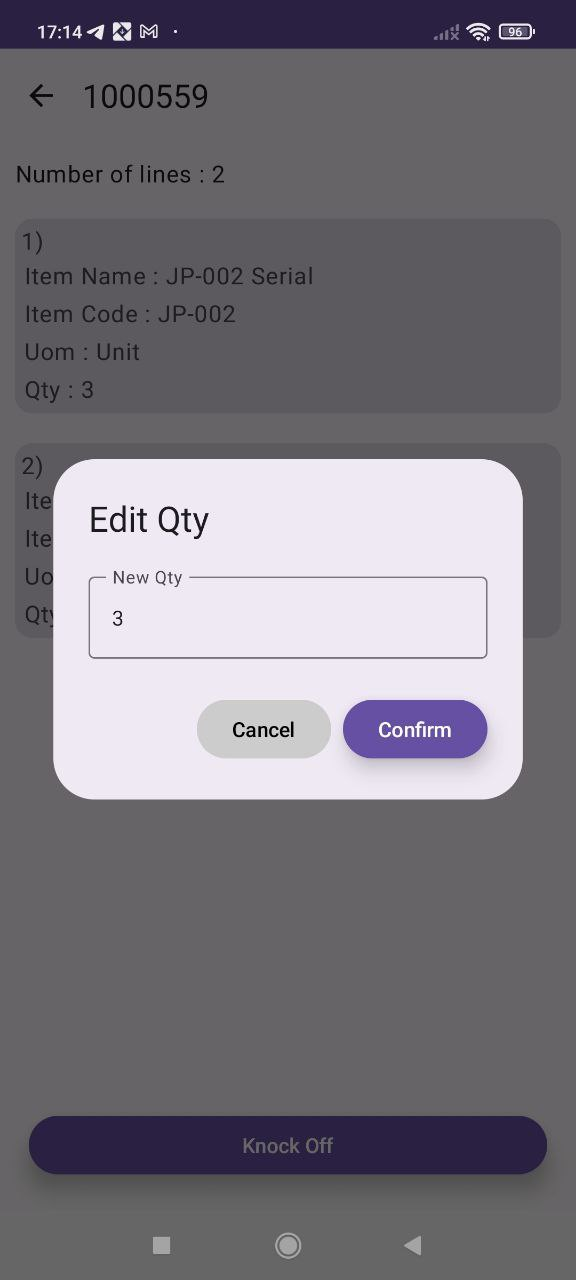 17:14
96
1000559
Number of lines : 2
1)
Item Name : JP-002 Serial
Item Code : JP-002
Uom : Unit
Qty : 3
2)
Ite
Ite
Uo
Qty
Edit Qty
New Qty
3
Cancel
Confirm
Knock Off